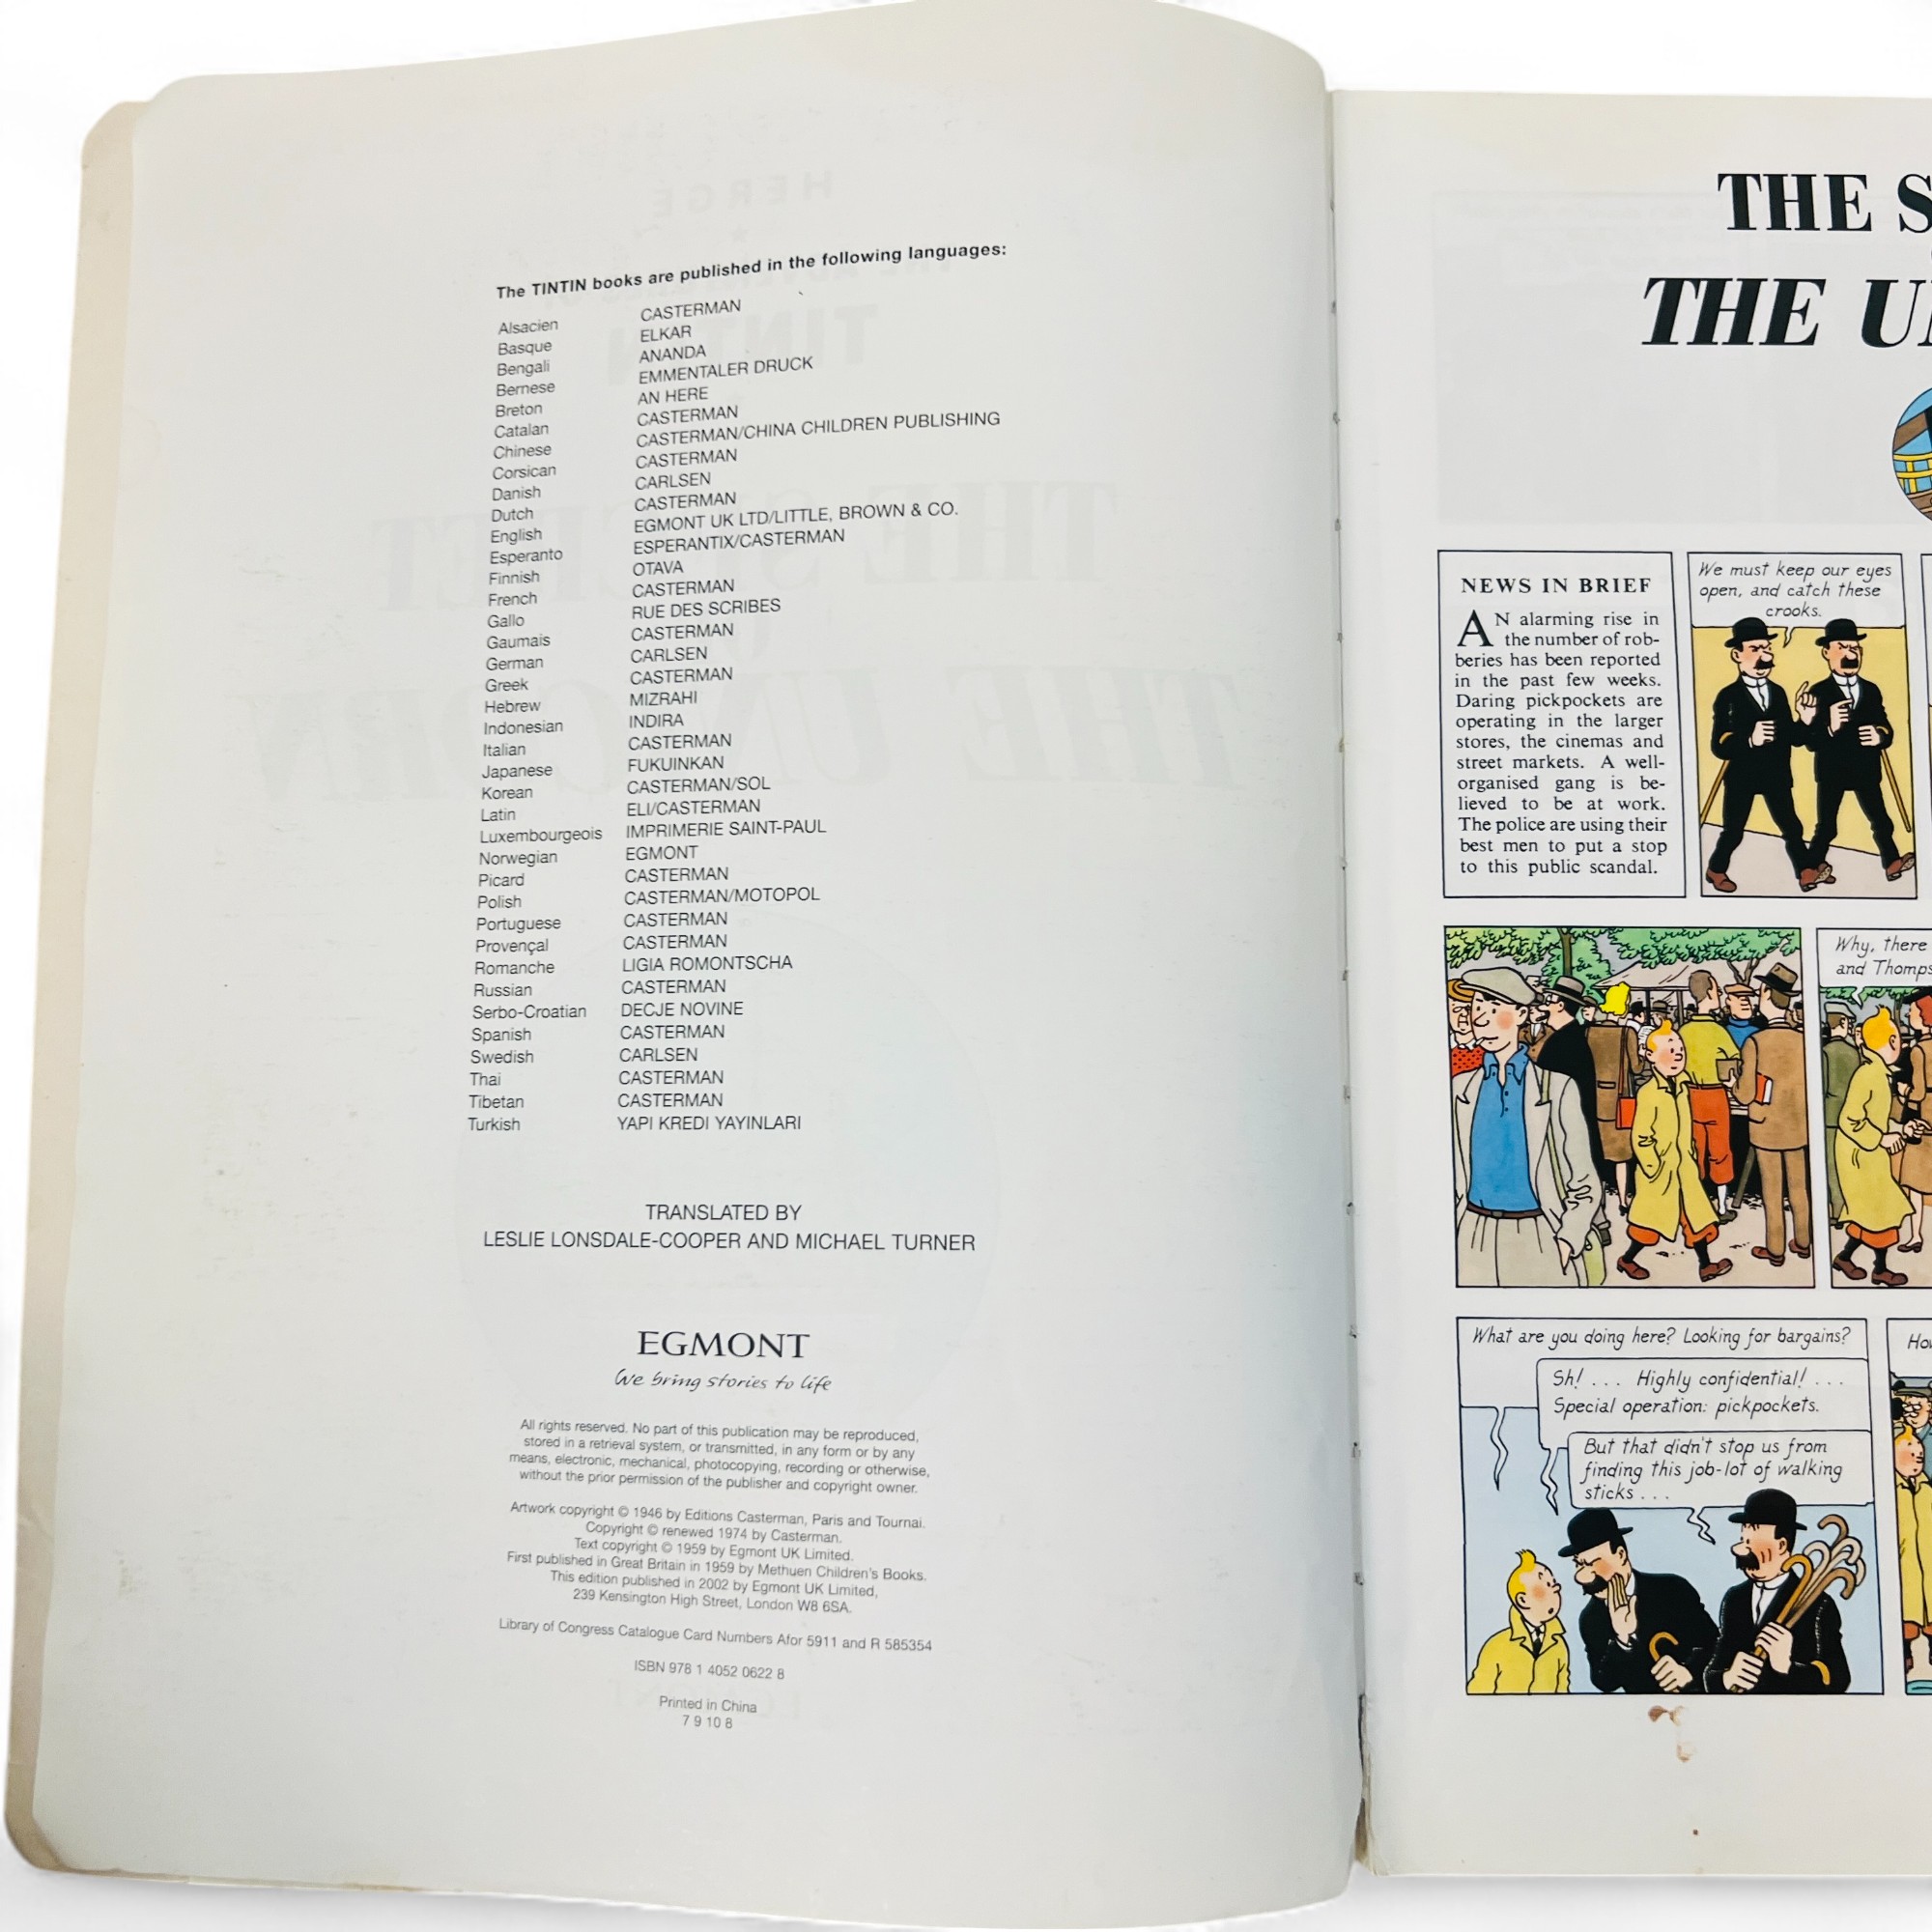 The TINTIN books are published in the following languages:
Alsacien CASTERMAN
Basque ELKAR
Bengali ANANDA
Bernese EMMENTALER DRUCK
Breton AN HERE
Catalan CASTERMAN
Chinese CASTERMAN/CHINA CHILDREN PUBLISHING
Corsican CASTERMAN
Danish CARLSEN
Dutch CASTERMAN
English EGMONT UK LTD/LITTLE, BROWN & CO.
Esperanto ESPERANTIX/CASTERMAN
Finnish OTAVA
French CASTERMAN
Gallo RUE DES SCRIBES
Gaumais CASTERMAN
German CARLSEN
Greek CASTERMAN
Hebrew MIZRAHI
Indonesian INDIRA
Italian CASTERMAN
Japanese FUKUINKAN
Korean CASTERMAN/SOL
Latin ELI/CASTERMAN
Luxembourgeois IMPRIMERIE SAINT-PAUL
Norwegian EGMONT
Picard CASTERMAN
Polish CASTERMAN/MOTOPOL
Portuguese CASTERMAN
Provençal CASTERMAN
Romanche LIGIA ROMONTSCHA
Russian CASTERMAN
Serbo-Croatian DECJE NOVINE
Spanish CASTERMAN
Swedish CARLSEN
Thai CASTERMAN
Tibetan CASTERMAN
Turkish YAPI KREDI YAYINLARI
TRANSLATED BY
LESLIE LONSDALE-COOPER AND MICHAEL TURNER
EGMONT
We bring stories to life
All rights reserved. No part of this publication may be reproduced,
stored in a retrieval system, or transmitted, in any form or by any
means, electronic, mechanical, photocopying, recording or otherwise,
without the prior permission of the publisher and copyright owner.
Artwork copyright © 1946 by Editions Casterman, Paris and Tournai.
Copyright © renewed 1974 by Casterman.
Text copyright © 1959 by Egmont UK Limited.
First published in Great Britain in 1959 by Methuen Children's Books.
This edition published in 2002 by Egmont UK Limited,
239 Kensington High Street, London W8 6SA.
Library of Congress Catalogue Card Numbers Afor 5911 and R 585354
ISBN 978 1 4052 0622 8
Printed in China
7 9 10 8
THE S
THE U
NEWS IN BRIEF
AN alarming rise in
the number of rob-
beries has been reported
in the past few weeks.
Daring pickpockets are
operating in the larger
stores, the cinemas and
street markets. A well-
organised gang is be-
lieved to be at work.
The police are using their
best men to put a stop
to this public scandal.
We must keep our eyes
open, and catch these
crooks.
Why, there
and Thomps
What are you doing here? Looking for bargains?
Sh! . . . Highly confidential! . . .
Special operation: pickpockets.
But that didn't stop us from
finding this job-lot of walking
sticks . . .